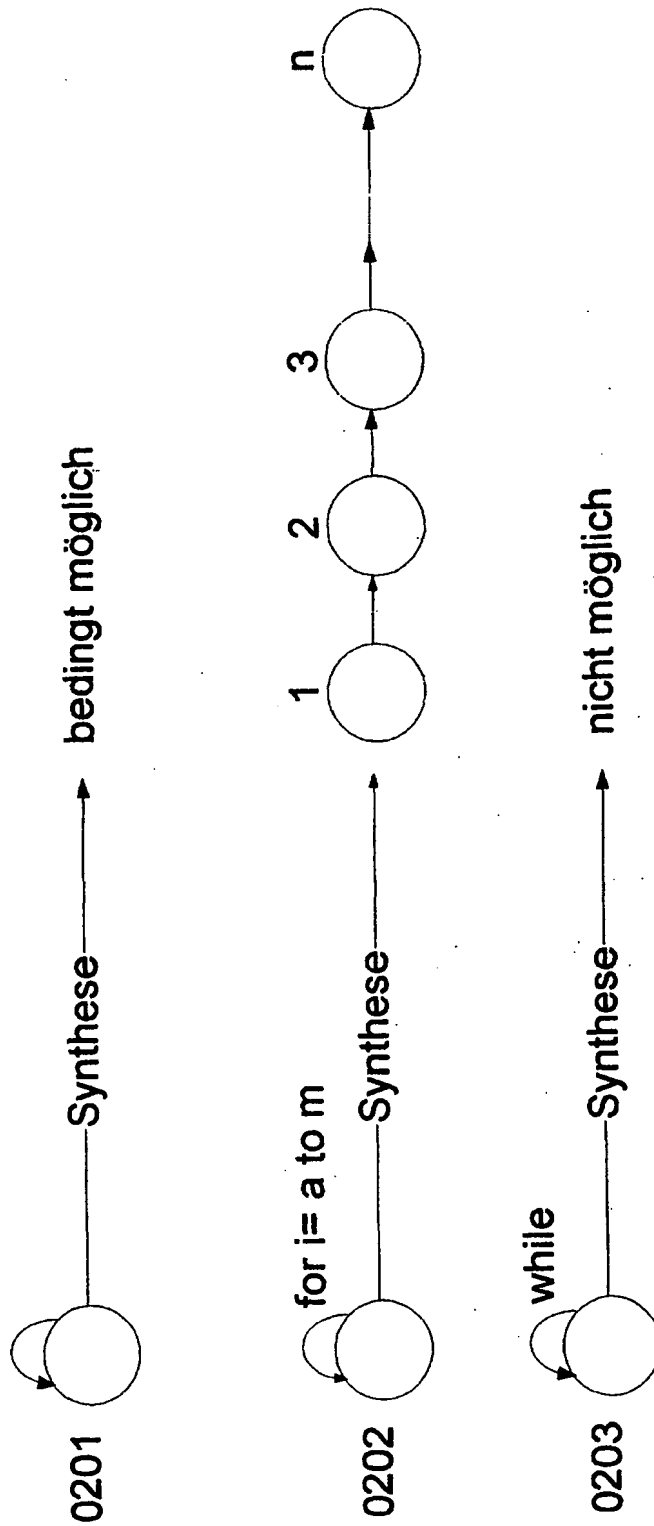 0201
Synthese
bedingt möglich
0202
for i= a to m
Synthese
1
2
3
n
0203
while
Synthese
nicht möglich